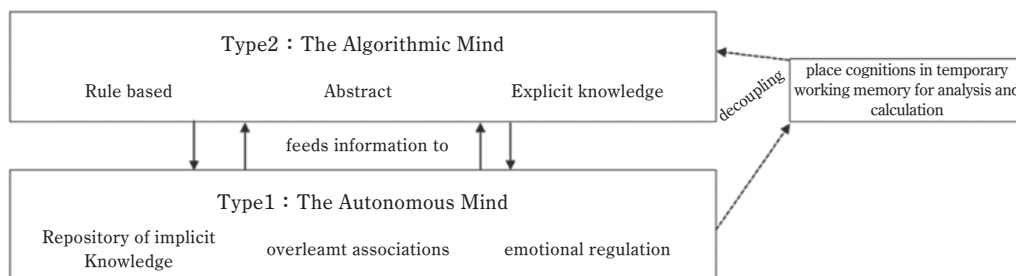 Type2：The Algorithmic Mind
Rule based Abstract Explicit knowledge
decoupling
place cognitions in temporary
working memory for analysis and
calculation
feeds information to
Type1：The Autonomous Mind
Repository of implicit
Knowledge
overleamt associations
emotional regulation